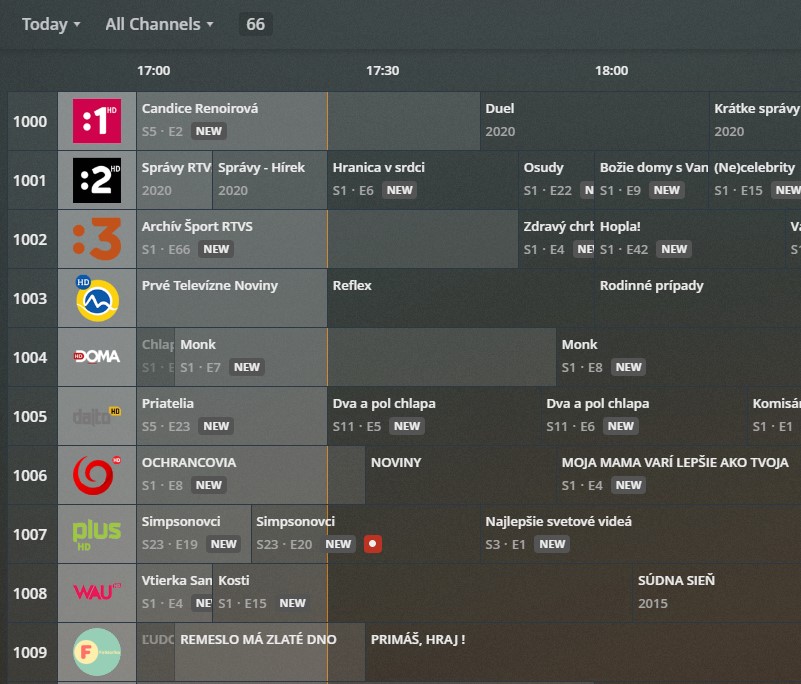 Today All Channels 66
17:00 17:30 18:00
1000 :1 HD Candice Renoirová Duel Krátke správy
S5 · E2 NEW 2020 2020
1001 :2 HD Správy RTV Správy - Hírek Hranica v srdci Osudy Božie domy s Van (Ne)celebrity
2020 2020 S1 · E6 NEW S1 · E22 N S1 · E9 NEW S1 · E15 NEW
1002 :3 Archív Šport RTVS Zdravý chrb Hopla!
S1 · E66 NEW S1 · E4 NE S1 · E42 NEW
1003 HD Prvé Televízne Noviny Reflex Rodinné prípady
1004 HD DOMA Chlap Monk Monk
S1 · E S1 · E7 NEW S1 · E8 NEW
1005 dajto HD Priatelia Dva a pol chlapa Dva a pol chlapa Komisár
S5 · E23 NEW S11 · E5 NEW S11 · E6 NEW S1 · E1
1006 HD OCHRANCOVIA NOVINY MOJA MAMA VARÍ LEPŠIE AKO TVOJA
S1 · E8 NEW S1 · E4 NEW
1007 plus HD Simpsonovci Simpsonovci Najlepšie svetové videá
S23 · E19 NEW S23 · E20 NEW S3 · E1 NEW
1008 WAU Vtierka San Kosti SÚDNA SIEŇ
S1 · E4 NE S1 · E15 NEW 2015
1009 F ĽUDO REMESLO MÁ ZLATÉ DNO PRIMÁŠ, HRAJ !